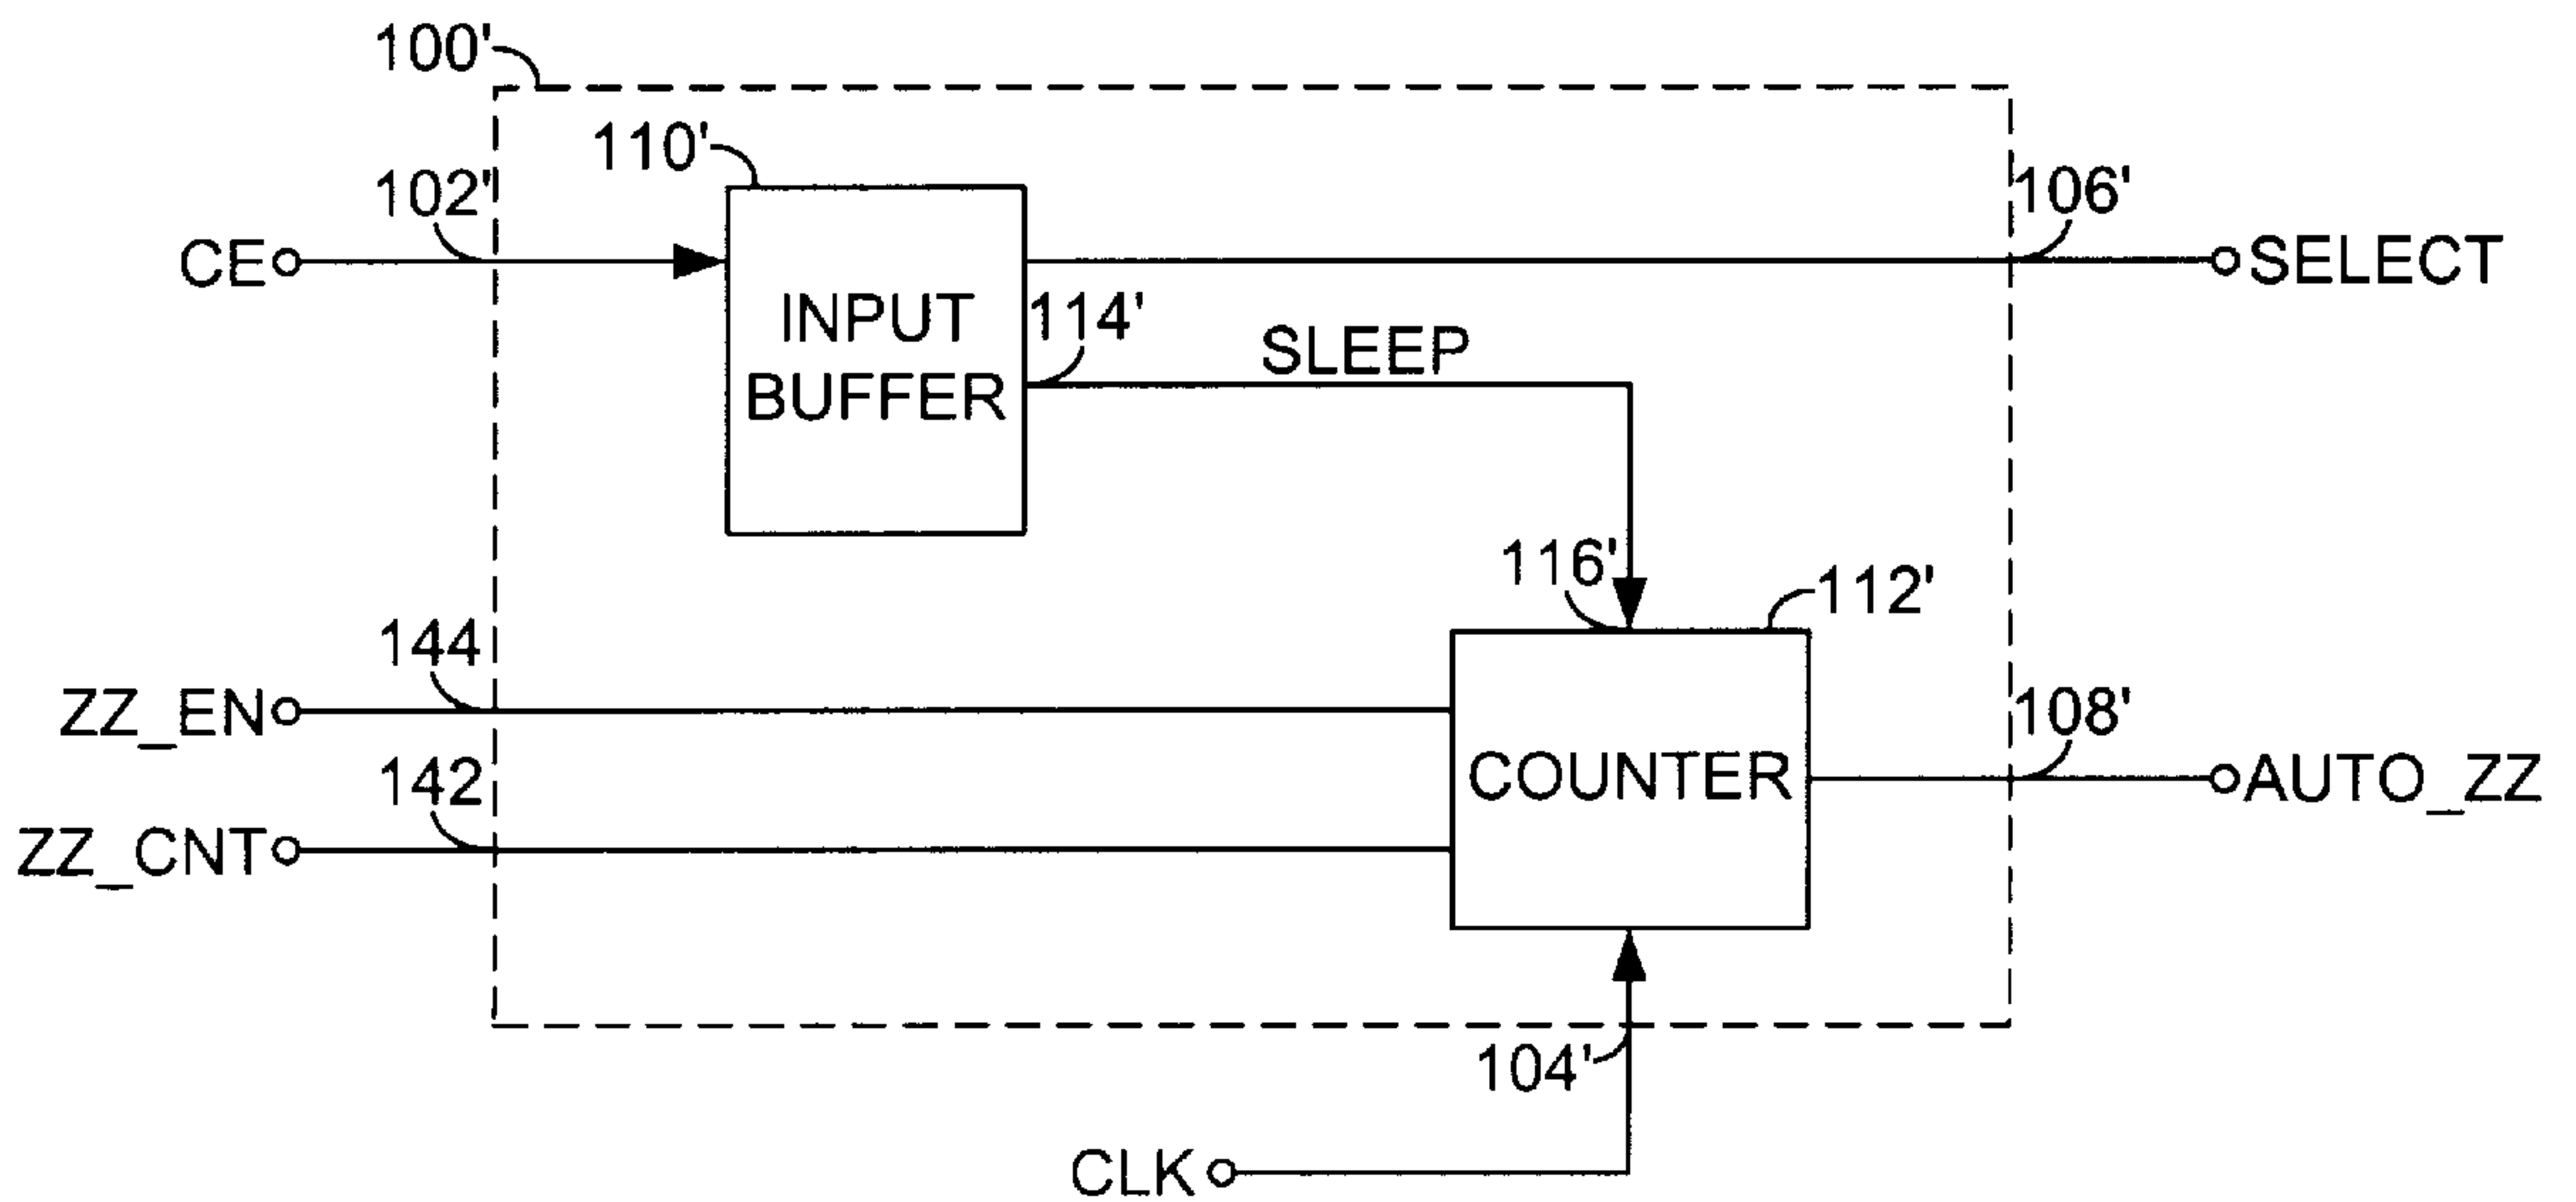 100'
110'
102'
106'
CE
SELECT
INPUT
BUFFER
114'
SLEEP
116'
112'
144
ZZ_EN
108'
COUNTER
AUTO_ZZ
142
ZZ_CNT
104'
CLK